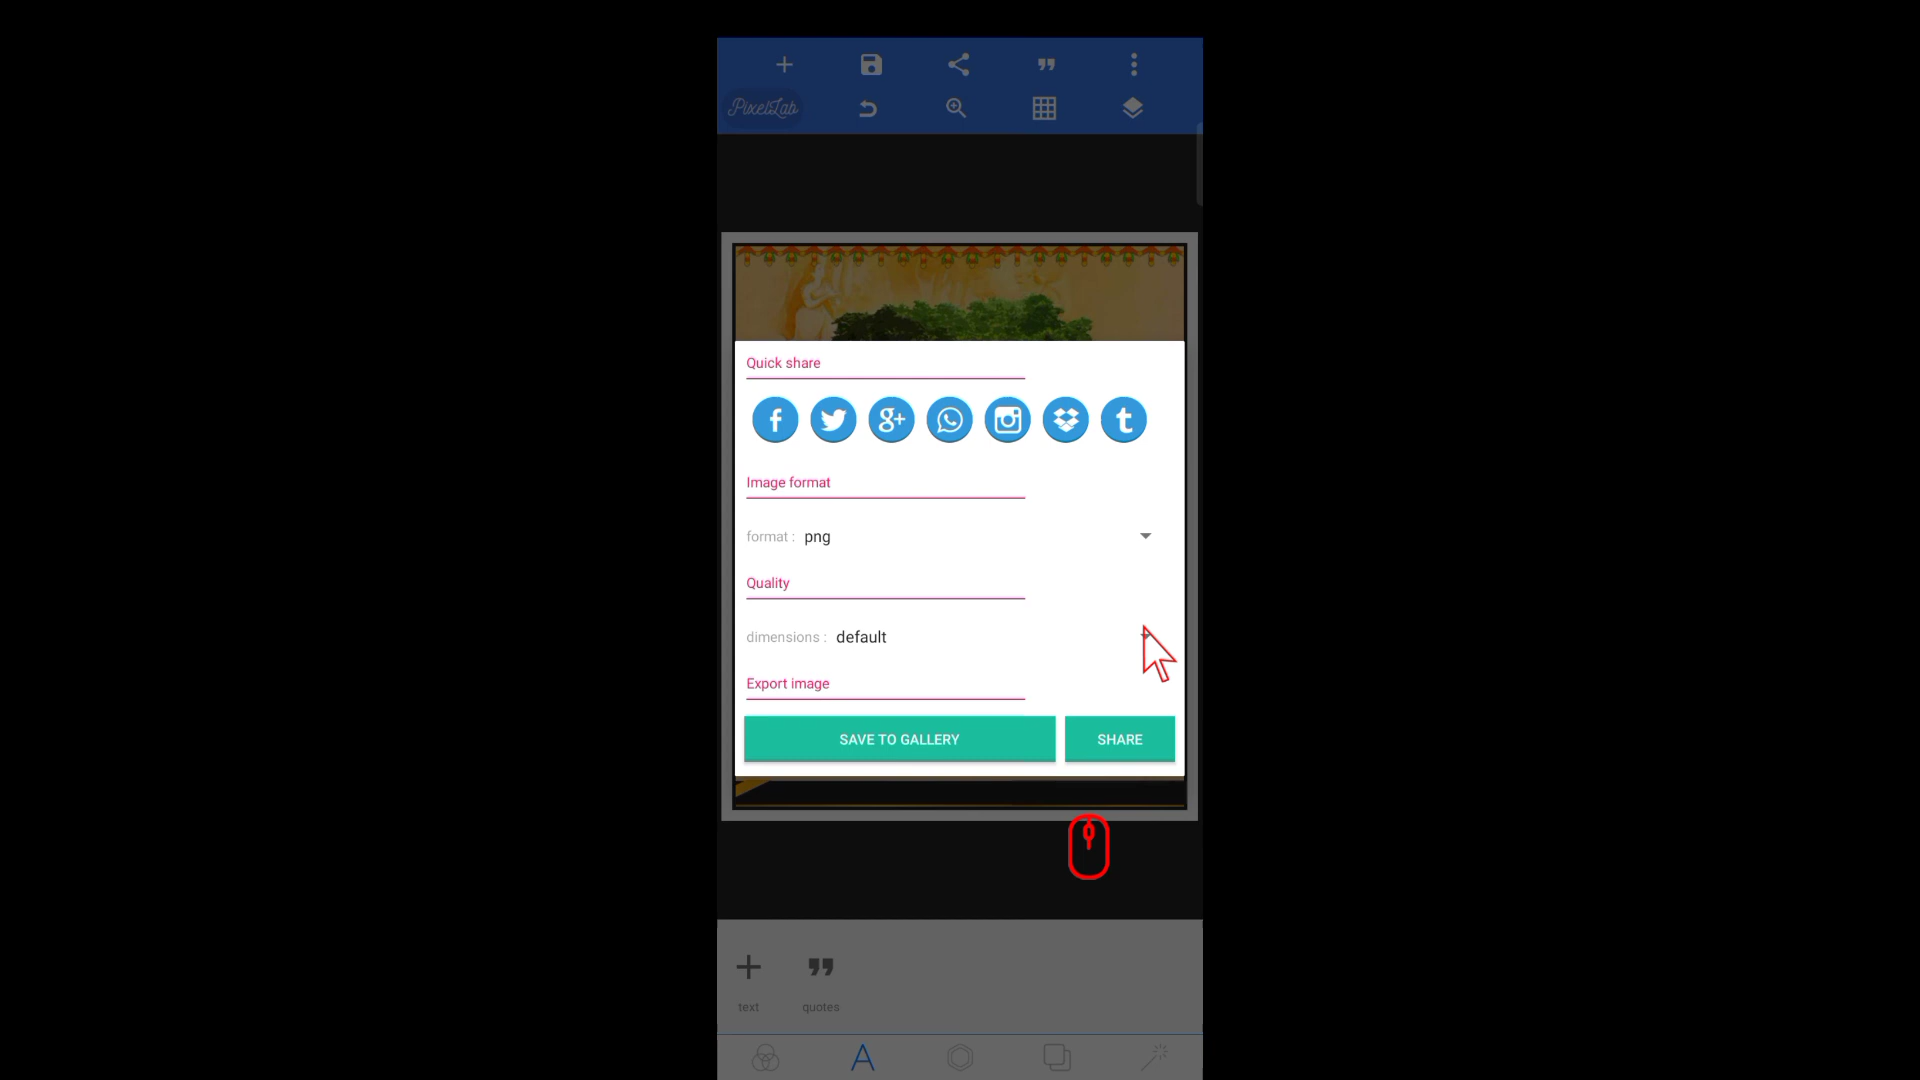 PixelLab
Quick share
Image format
format : png
Quality
dimensions : default
Export image
SAVE TO GALLERY
SHARE
text
quotes